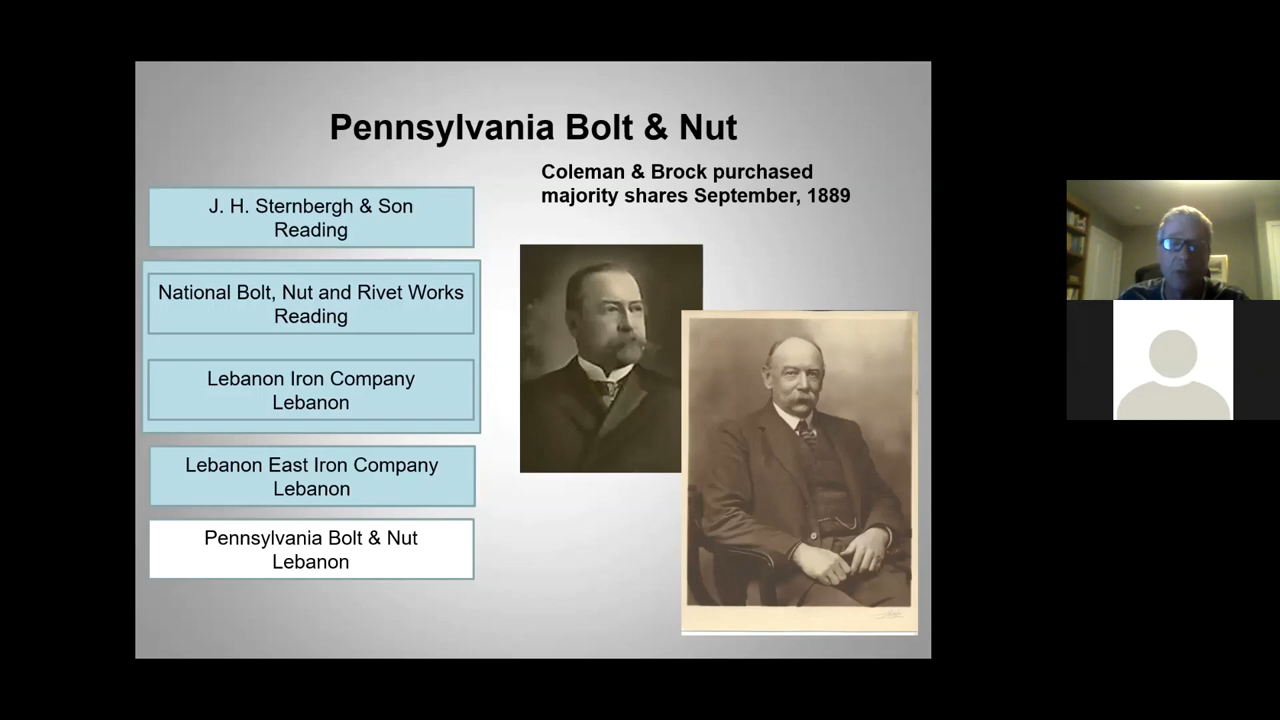 Pennsylvania Bolt & Nut
Coleman & Brock purchased
majority shares September, 1889
J. H. Sternbergh & Son
Reading
National Bolt, Nut and Rivet Works
Reading
Lebanon Iron Company
Lebanon
Lebanon East Iron Company
Lebanon
Pennsylvania Bolt & Nut
Lebanon